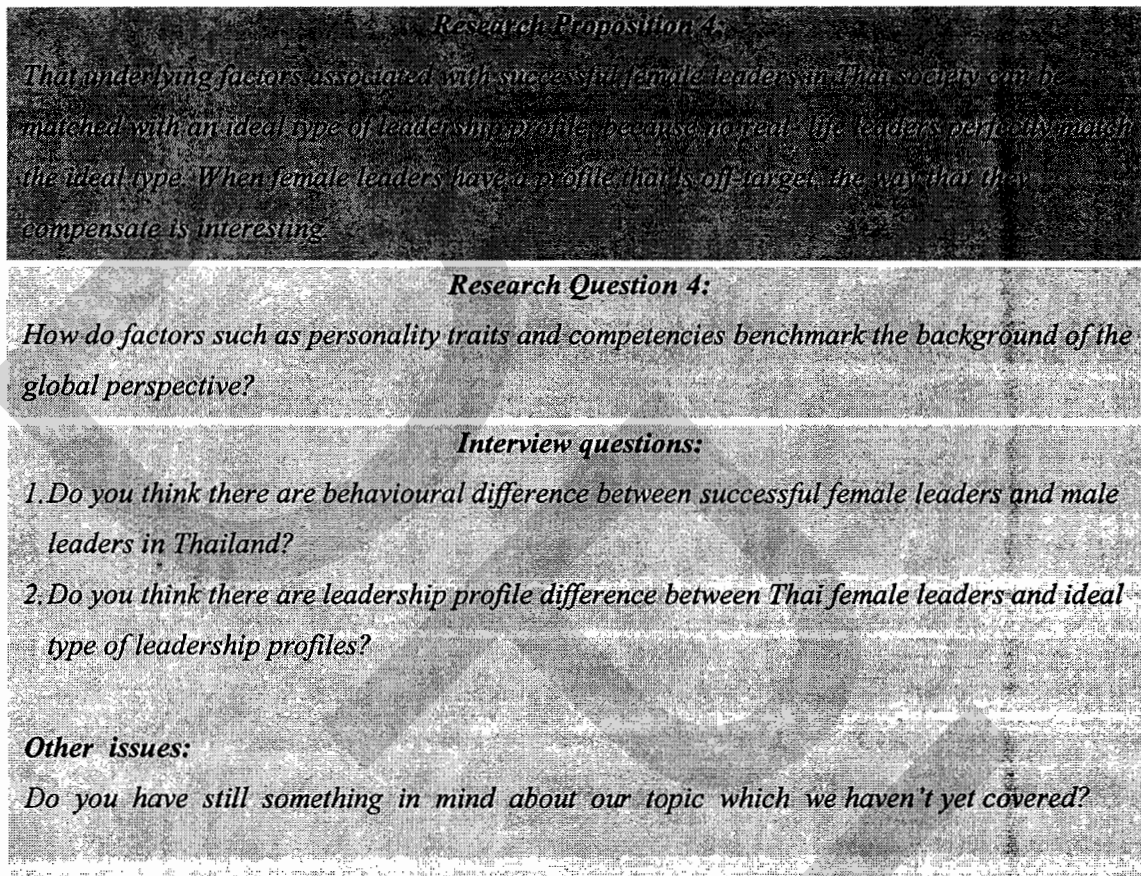 Research Proposition 4:
That underlying factors associated with successful female leaders in Thai society can be
matched with an ideal type of leadership profile, because no real- life leaders perfectly match
the ideal type. When female leaders have a profile that is off-target, the way that they
compensate is interesting.
Research Question 4:
How do factors such as personality traits and competencies benchmark the background of the
global perspective?
Interview questions:
1. Do you think there are behavioural difference between successful female leaders and male
leaders in Thailand?
2. Do you think there are leadership profile difference between Thai female leaders and ideal
type of leadership profiles?
Other issues:
Do you have still something in mind about our topic which we haven't yet covered?